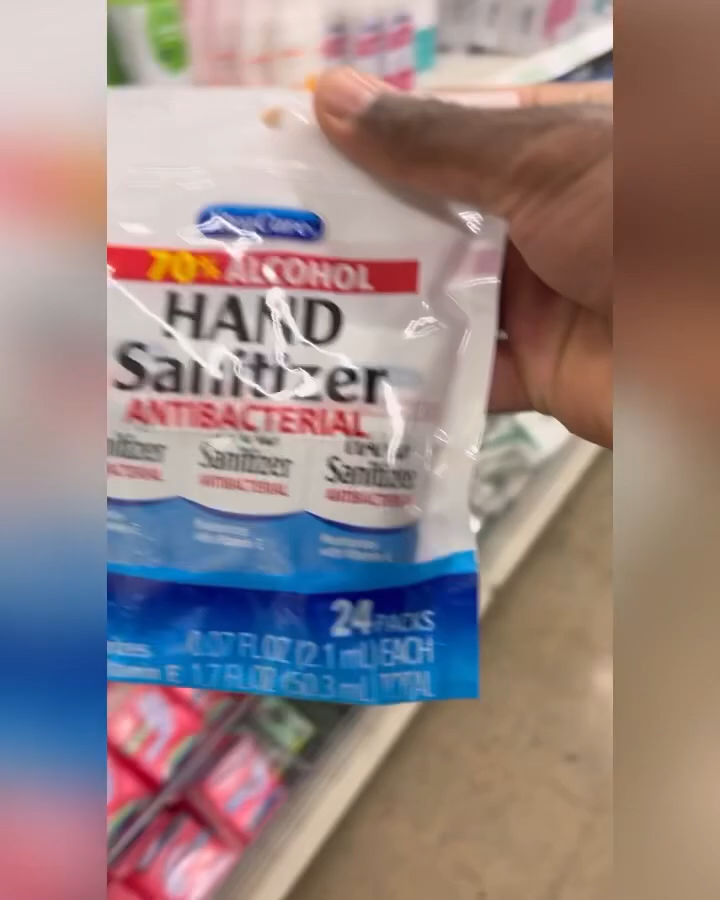 70% ALCOHOL
HAND
Sanitizer
ANTIBACTERIAL
Sanitizer
Sanitizer
ANTIBACTERIAL
ANTIBACTERIAL
24 PACKS
0.07 FL OZ (2.1 mL) EACH
E 1.7 FL OZ (50.3 mL) TOTAL